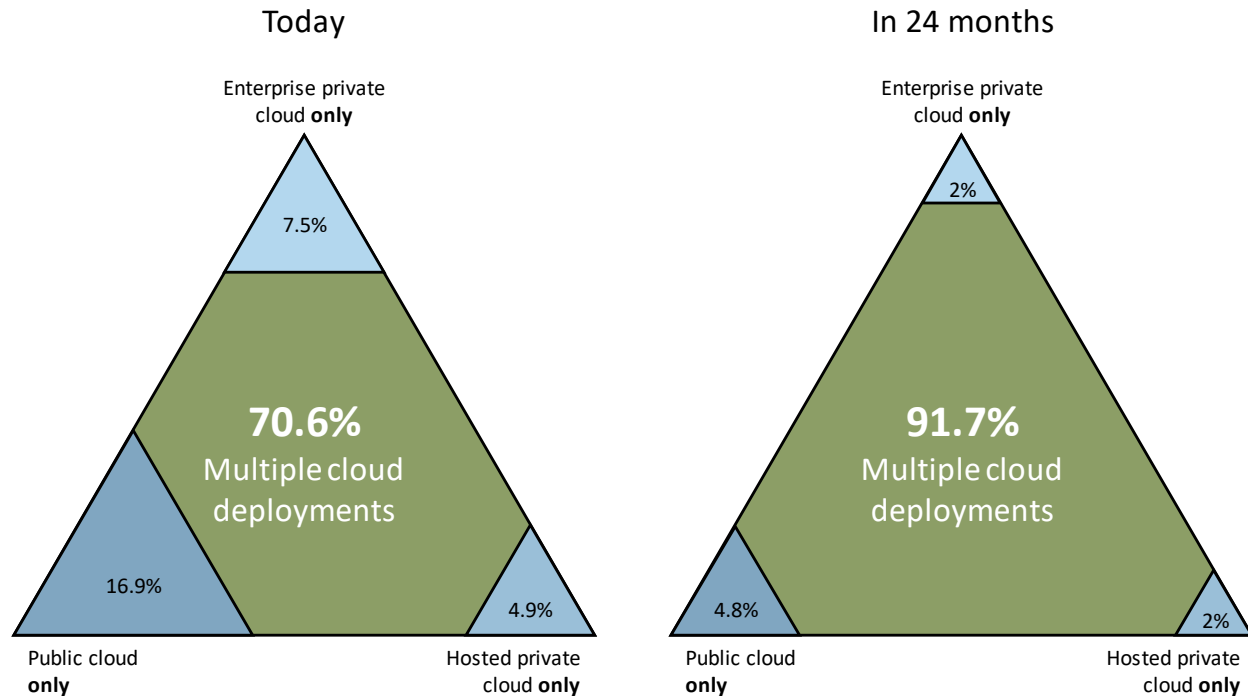 Today
Enterprise private
cloud only
7.5%
70.6%
Multiple cloud
deployments
16.9%
4.9%
Public cloud
only
Hosted private
cloud only
In 24 months
Enterprise private
cloud only
2%
91.7%
Multiple cloud
deployments
4.8%
2%
Public cloud
only
Hosted private
cloud only